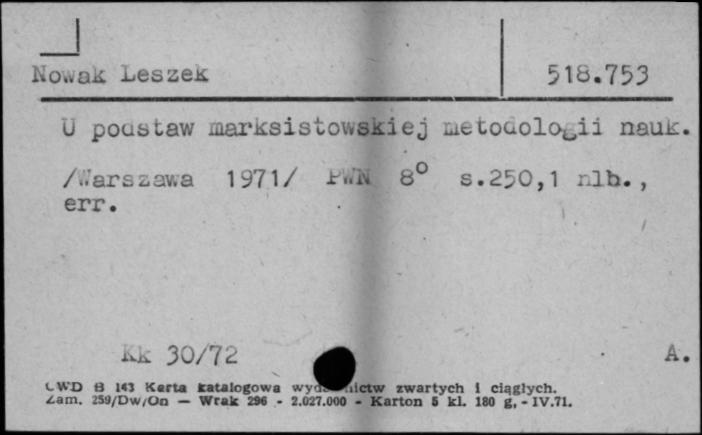 Nowak Leszek 518.753
U podstaw marksistowskiej metodologii nauk.
/Warszawa 1971/ PWN 8° s.250,1 nlb.,
err.
Kk 30/72 A.
CWD B 143 Karta katalogowa zwartych i ciągłych.
Zam. 259/Dw/On — Wrak 296 - 2.027.000 - Karton 5 kl. 180 g, - IV.71.